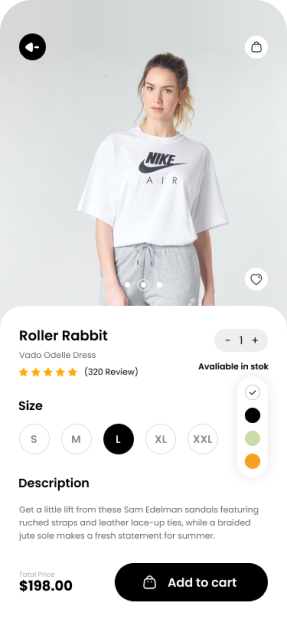 NIKE
AIR
Roller Rabbit
- 1 +
Vado Odelle Dress
Avaliable in stok
(320 Review)
Size
S M L XL XXL
Description
Get a little lift from these Sam Edelman sandals featuring
ruched straps and leather lace-up ties, while a braided
jute sole makes a fresh statement for summer.
Total Price
$198.00
Add to cart